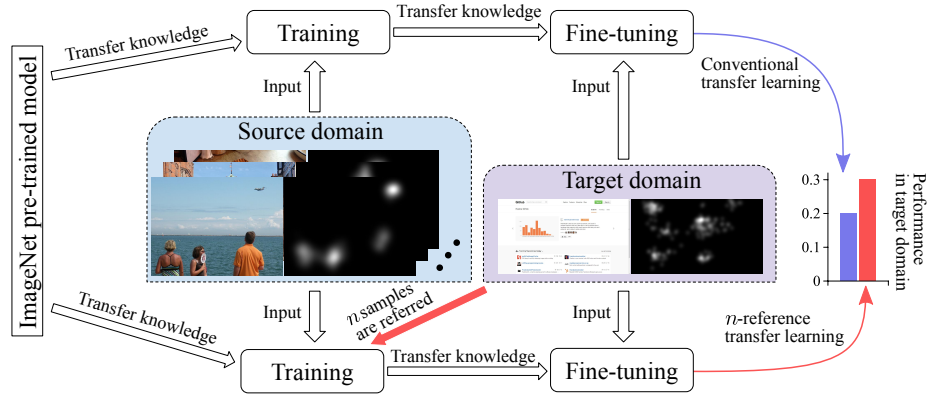 ImageNet pre-trained model
Transfer knowledge
Training
Transfer knowledge
Fine-tuning
Input
Input
Conventional
transfer learning
Source domain
Target domain
Performance
in target domain
0.3
0.2
0.1
0
n samples
are referred
Input
Input
Transfer knowledge
Training
Transfer knowledge
Fine-tuning
n-reference
transfer learning